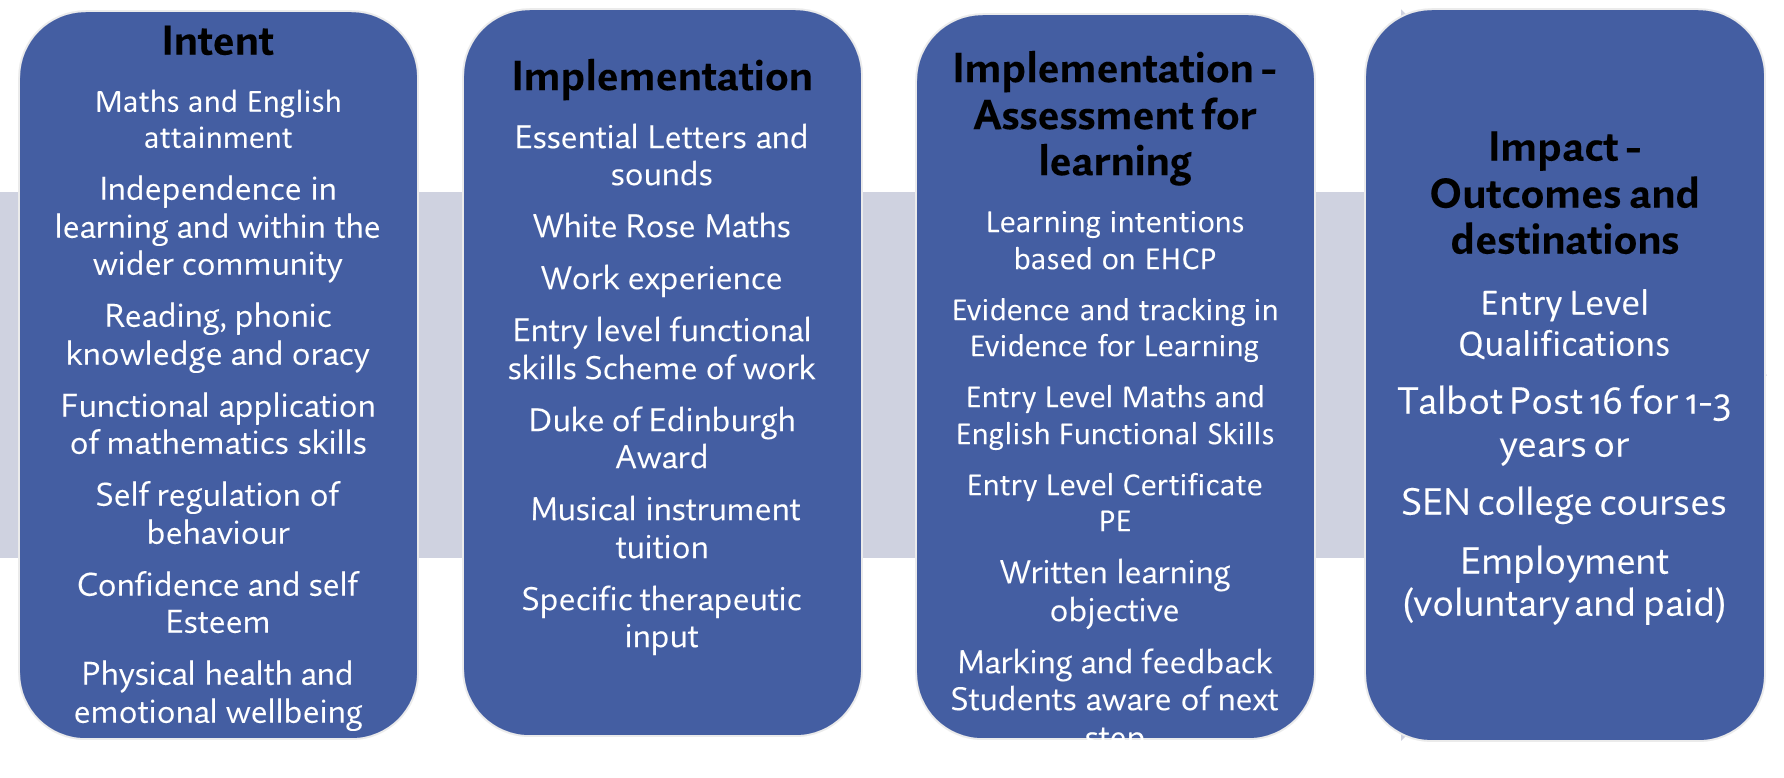 Intent
Maths and English
attainment
Independence in
learning and within the
wider community
Reading, phonic
knowledge and oracy
Functional application
of mathematics skills
Self regulation of
behaviour
Confidence and self
Esteem
Physical health and
emotional wellbeing
Implementation
Essential Letters and
sounds
White Rose Maths
Work experience
Entry level functional
skills Scheme of work
Duke of Edinburgh
Award
Musical instrument
tuition
Specific therapeutic
input
Implementation -
Assessment for
learning
Learning intentions
based on EHCP
Evidence and tracking in
Evidence for Learning
Entry Level Maths and
English Functional Skills
Entry Level Certificate
PE
Written learning
objective
Marking and feedback
Students aware of next
step
Impact -
Outcomes and
destinations
Entry Level
Qualifications
Talbot Post 16 for 1-3
years or
SEN college courses
Employment
(voluntary and paid)